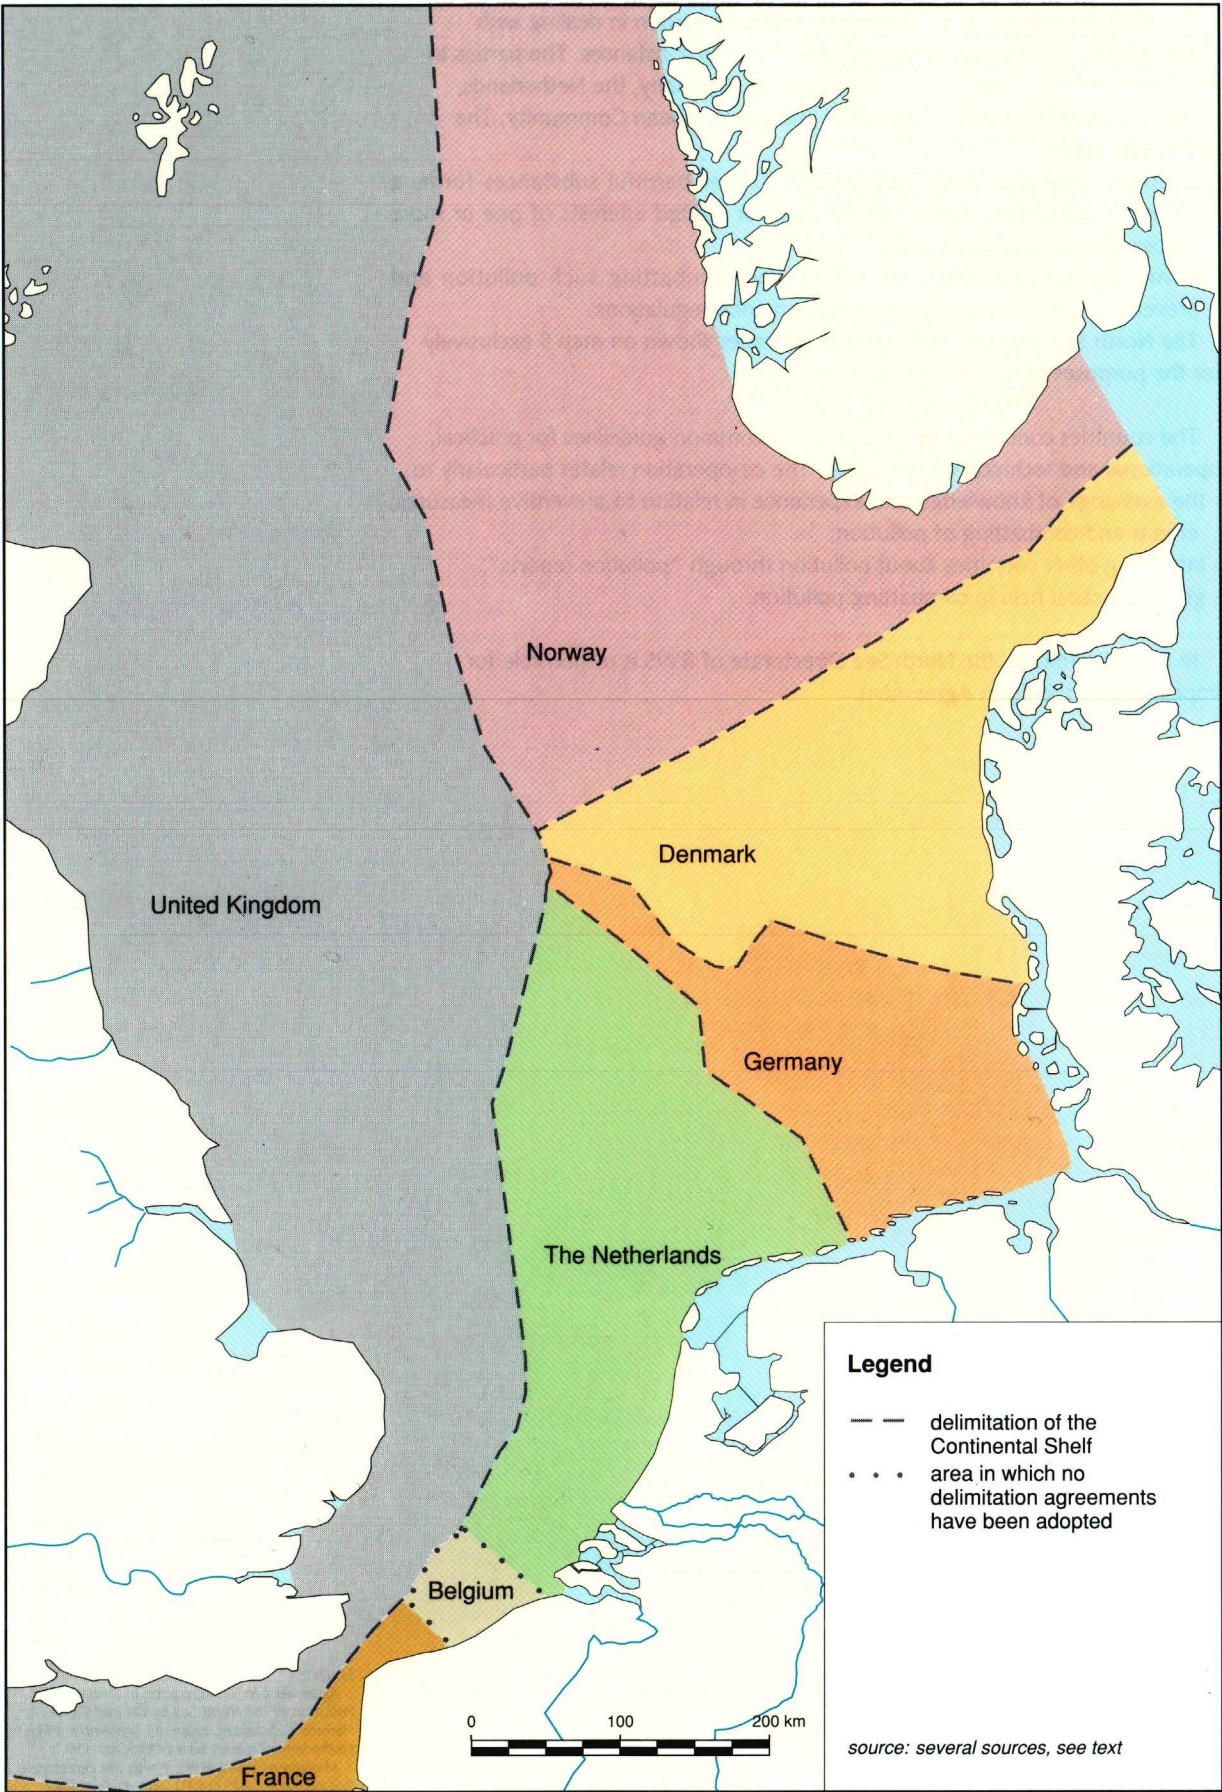 Norway
Denmark
United Kingdom
Germany
The Netherlands
Legend
delimitation of the
Continental Shelf
area in which no
delimitation agreements
have been adopted
Belgium
0 100 200 km
source: several sources, see text
France